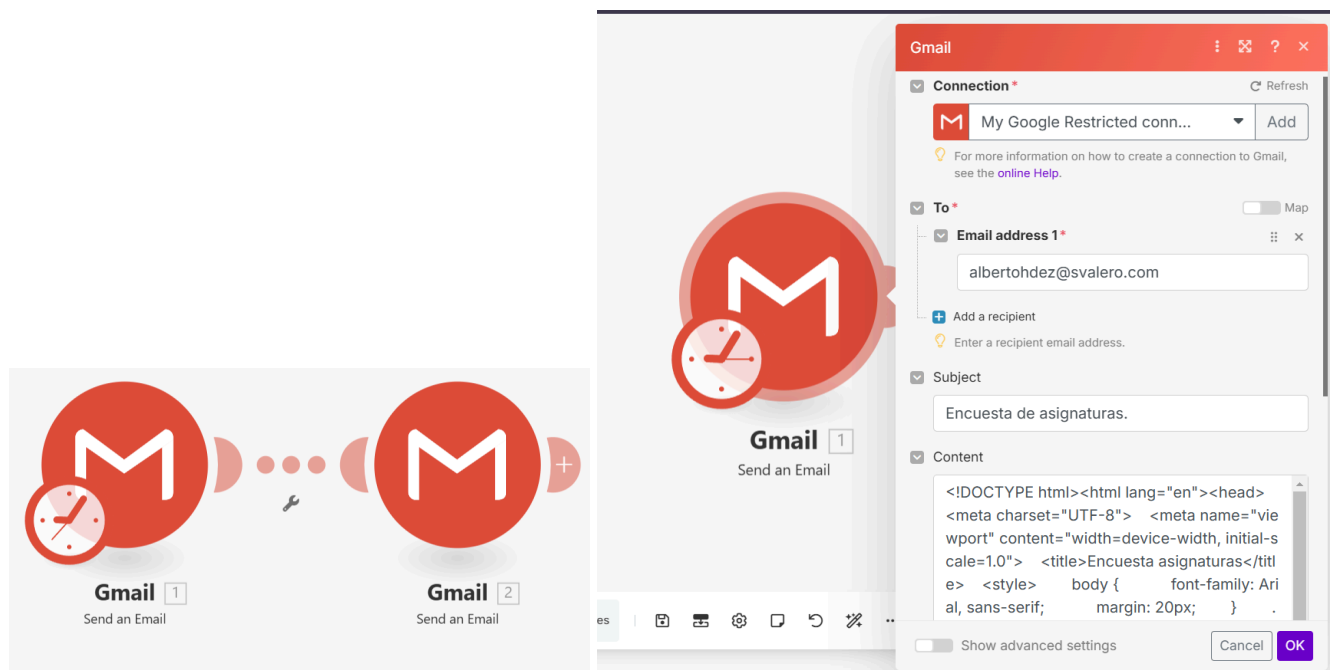 Gmail 1
Send an Email
Gmail 2
Send an Email
Gmail 1
Send an Email
es
Gmail
?
Connection *
Refresh
My Google Restricted conn...
Add
For more information on how to create a connection to Gmail,
see the online Help.
To *
Map
Email address 1 *
albertohdez@svalero.com
Add a recipient
Enter a recipient email address.
Subject
Encuesta de asignaturas.
Content
<!DOCTYPE html><html lang="en"><head>
<meta charset="UTF-8"> <meta name="vie
wport" content="width=device-width, initial-s
cale=1.0"> <title>Encuesta asignaturas</titl
e> <style> body { font-family: Ari
al, sans-serif; margin: 20px; } .
Show advanced settings
Cancel
OK